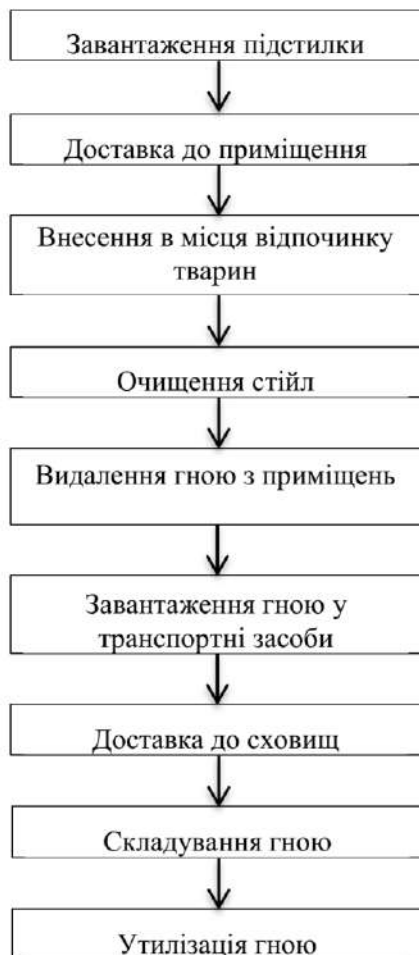 Завантаження підстилки
Доставка до приміщення
Внесення в місця відпочинку
тварин
Очищення стійл
Видалення гною з приміщень
Завантаження гною у
транспортні засоби
Доставка до сховищ
Складування гною
Утилізація гною